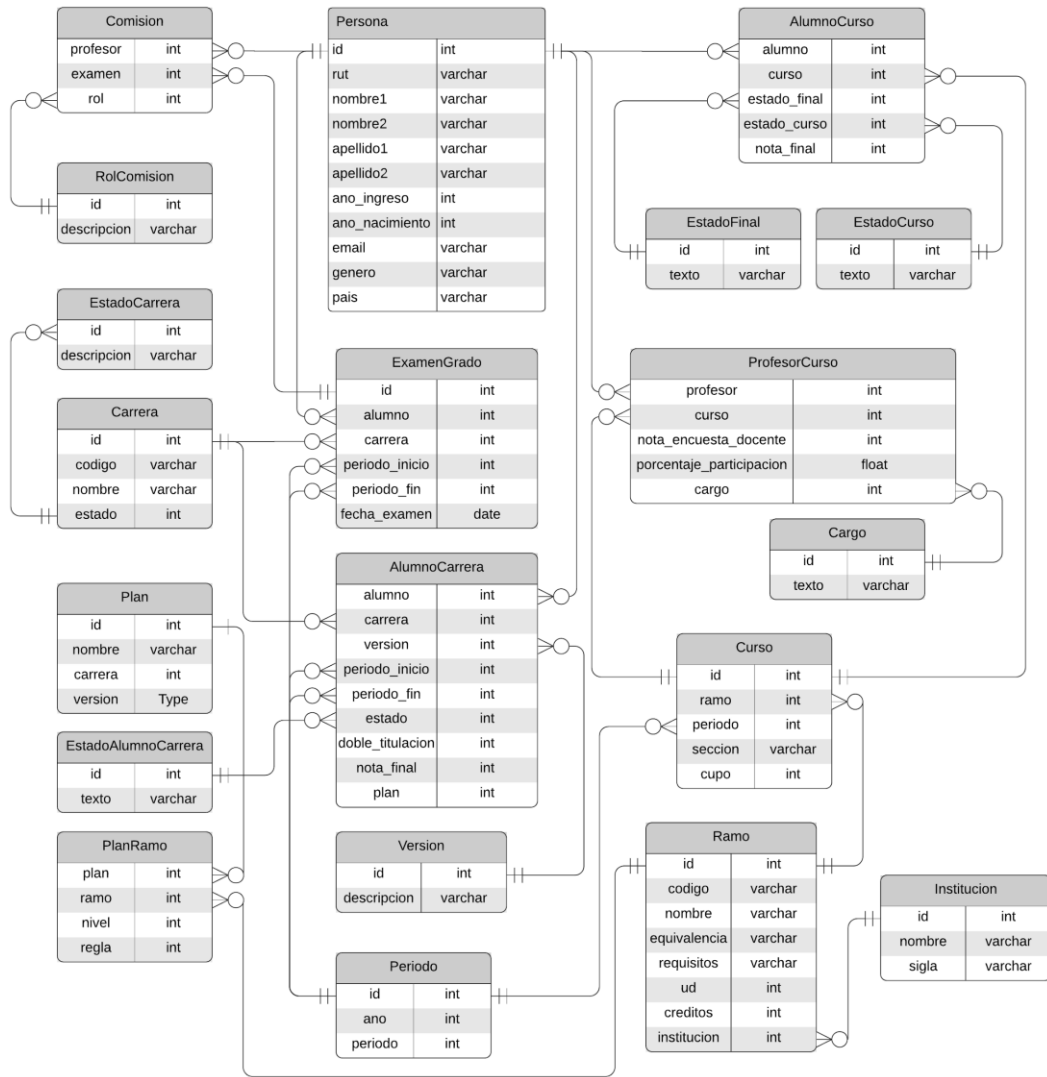 Comision
profesor int
examen int
rol int
RolComision
id int
descripcion varchar
EstadoCarrera
id int
descripcion varchar
Carrera
id int
codigo varchar
nombre varchar
estado int
Plan
id int
nombre varchar
carrera int
version Type
EstadoAlumnoCarrera
id int
texto varchar
PlanRamo
plan int
ramo int
nivel int
regla int
Persona
id int
rut varchar
nombre1 varchar
nombre2 varchar
apellido1 varchar
apellido2 varchar
ano_ingreso int
ano_nacimiento int
email varchar
genero varchar
pais varchar
ExamenGrado
id int
alumno int
carrera int
periodo_inicio int
periodo_fin int
fecha_examen date
AlumnoCarrera
alumno int
carrera int
version int
periodo_inicio int
periodo_fin int
estado int
doble_titulacion int
nota_final int
plan int
Version
id int
descripcion varchar
Periodo
id int
ano int
periodo int
AlumnoCurso
alumno int
curso int
estado_final int
estado_curso int
nota_final int
EstadoFinal
id int
texto varchar
EstadoCurso
id int
texto varchar
ProfesorCurso
profesor int
curso int
nota_encuesta_docente int
porcentaje_participacion float
cargo int
Cargo
id int
texto varchar
Curso
id int
ramo int
periodo int
seccion varchar
cupo int
Ramo
id int
codigo varchar
nombre varchar
equivalencia varchar
requisitos varchar
ud int
creditos int
institucion int
Institucion
id int
nombre varchar
sigla varchar